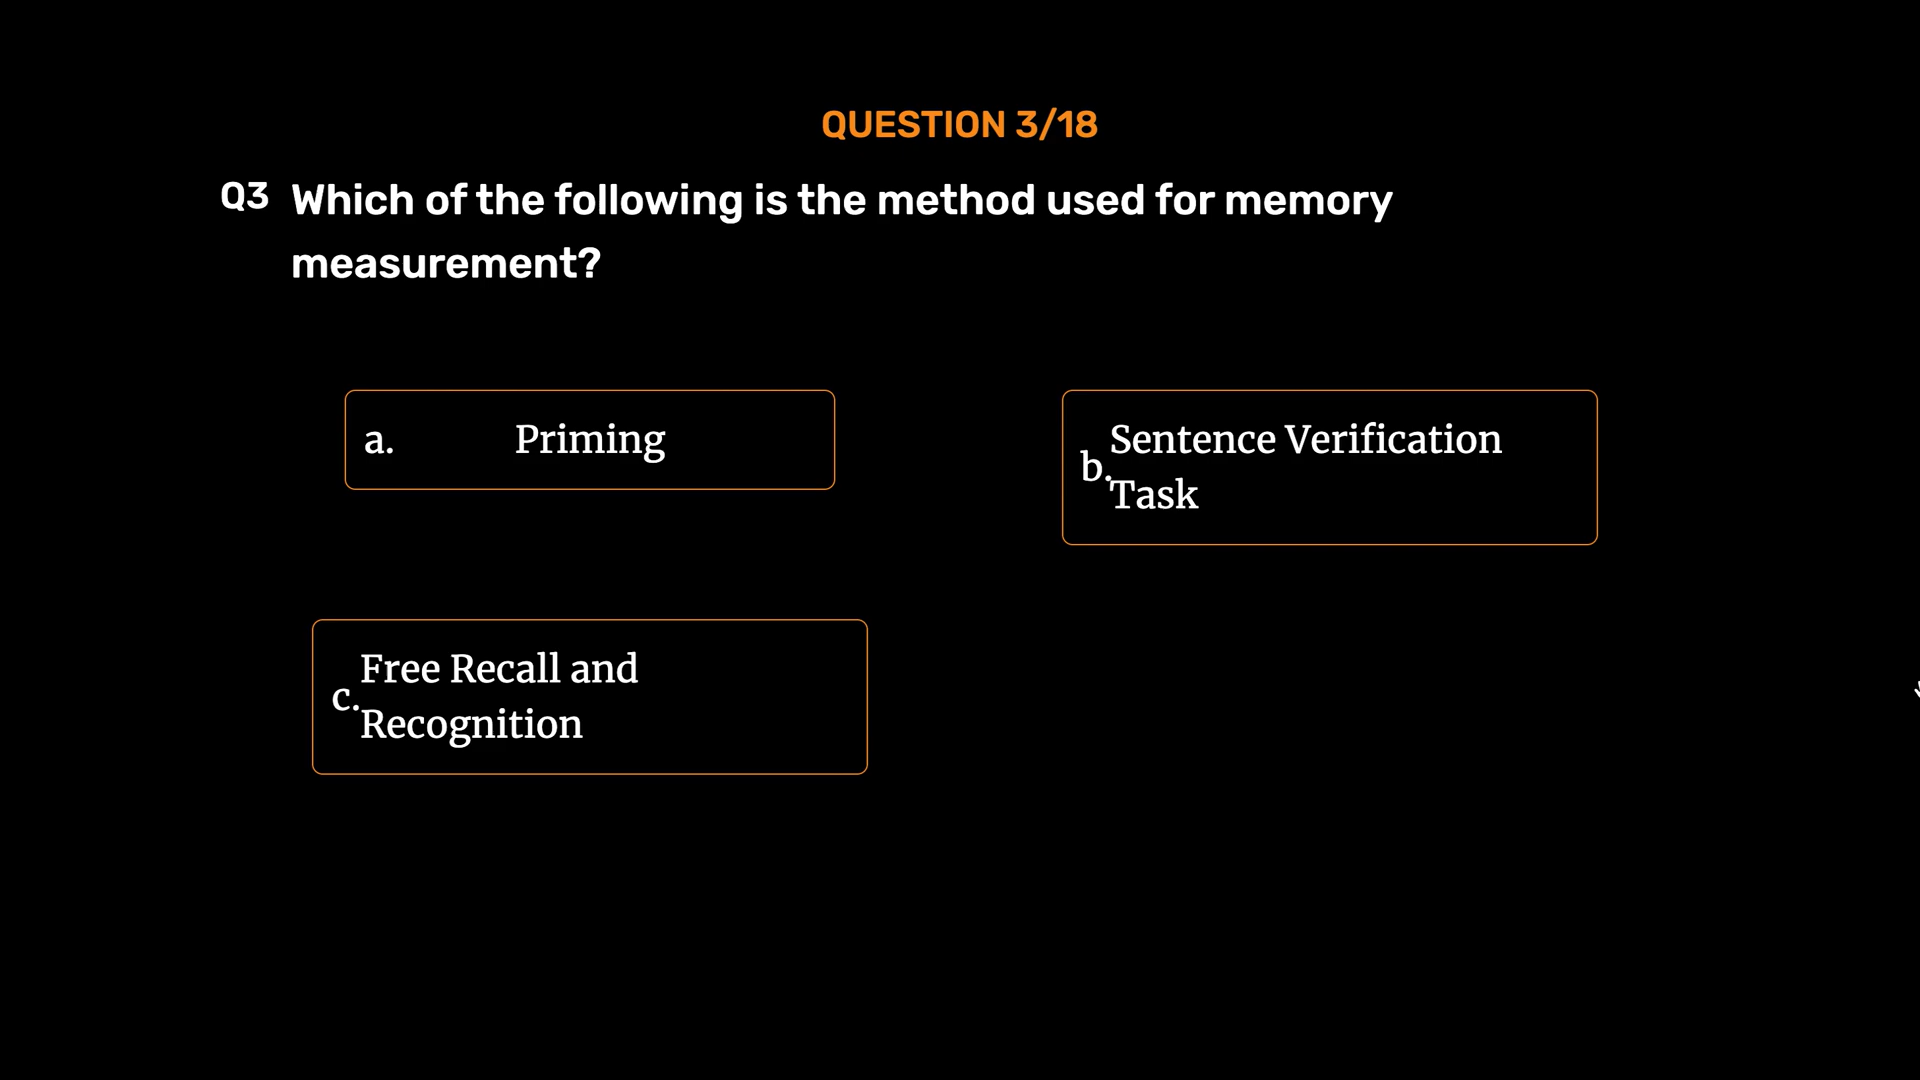 QUESTION 3/18
Q3 Which of the following is the method used for memory
measurement?
a. Priming
b. Sentence Verification
Task
c. Free Recall and
Recognition